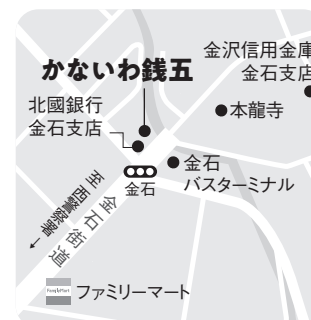 金沢信用金庫
金石支店
かないわ銭五
北國銀行
金石支店
本龍寺
金石
バスターミナル
金石
金石街道
至西警察署
←
FamilyMart
ファミリーマート